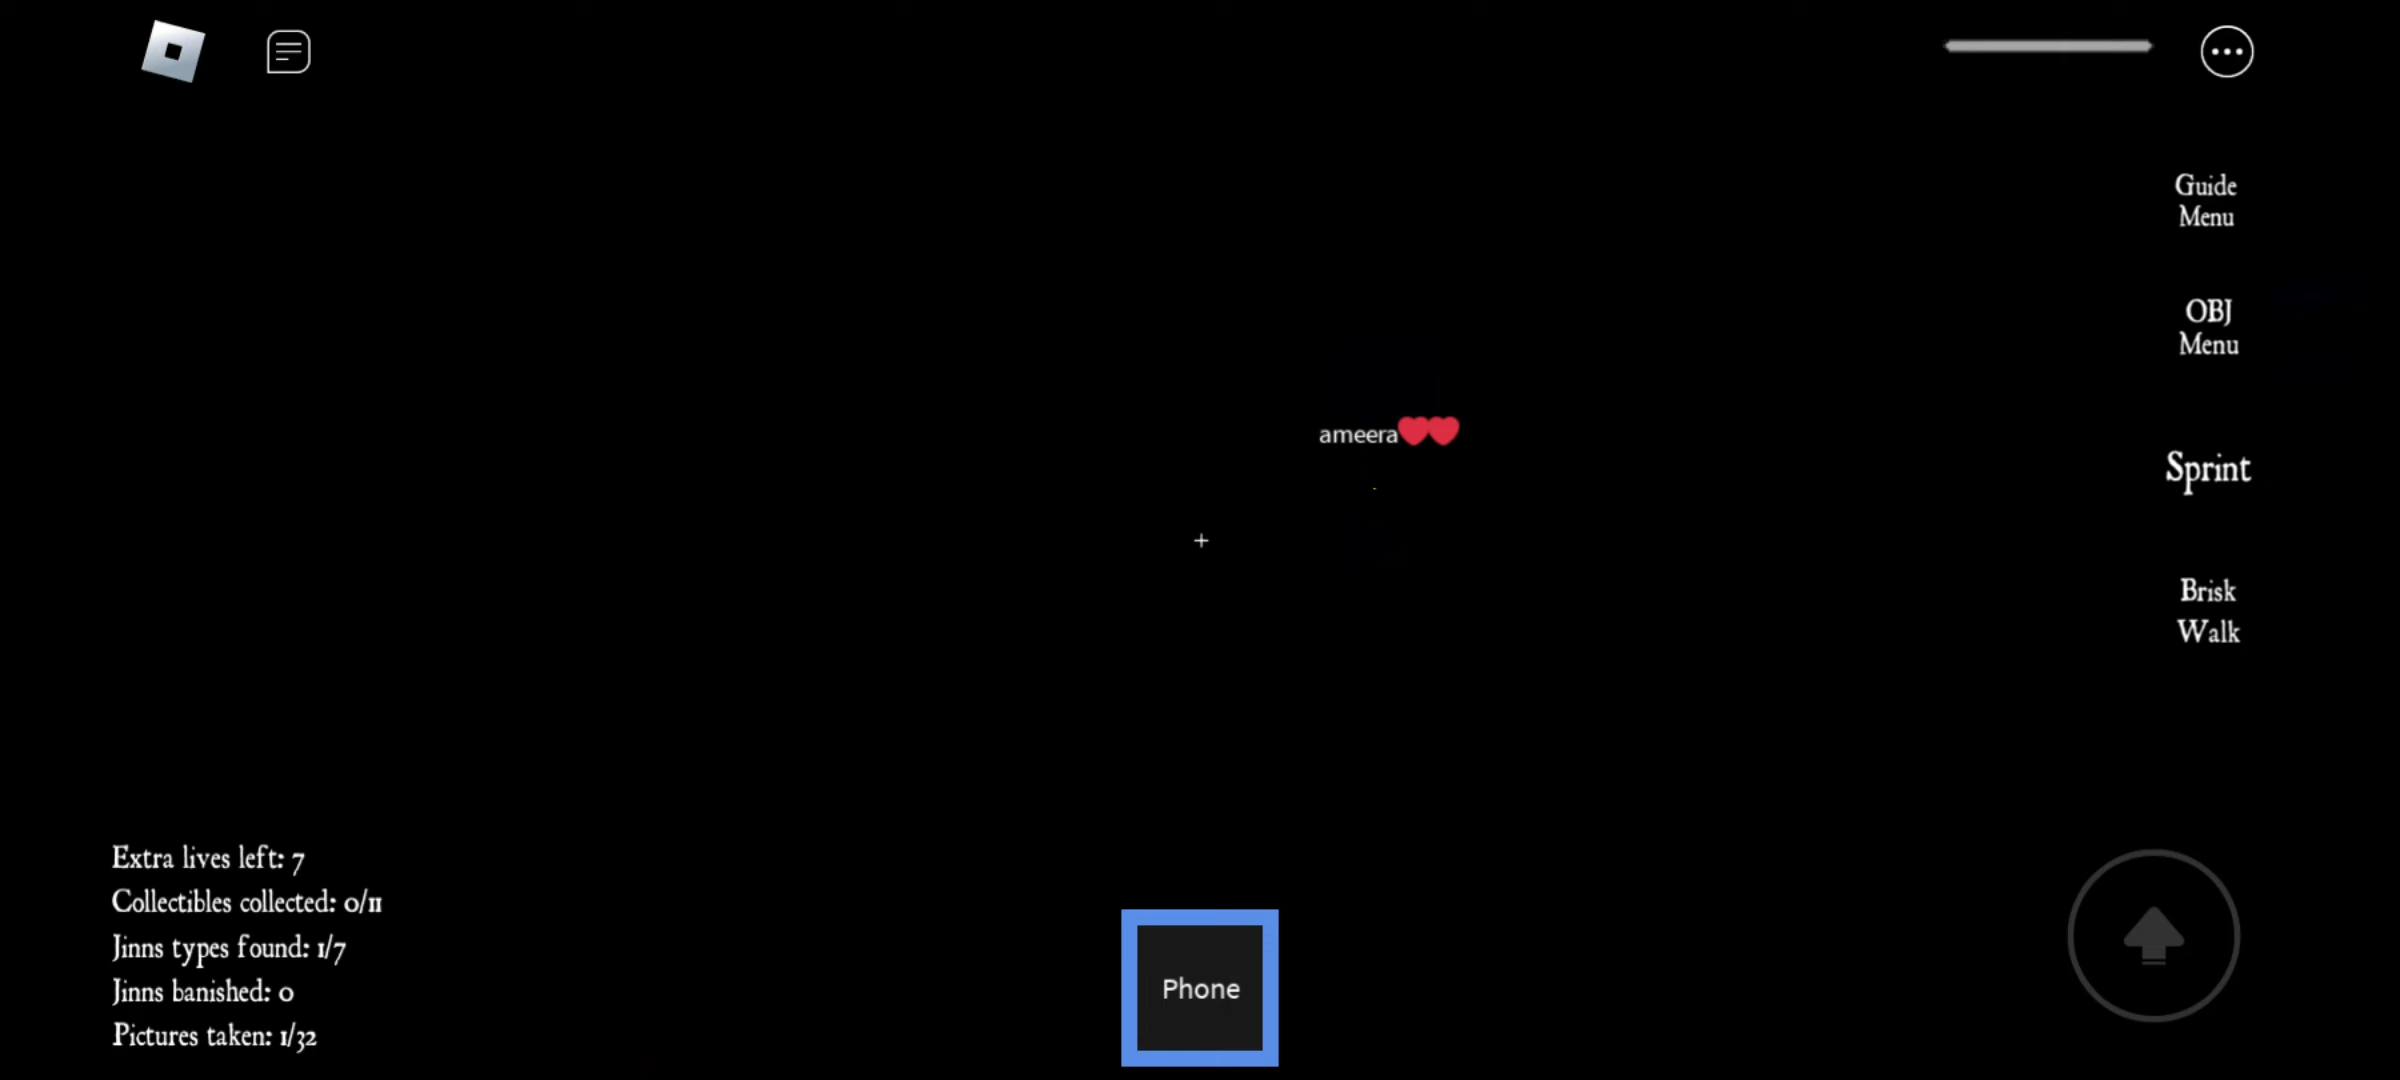 Guide
Menu
OBJ
Menu
ameera❤❤
Sprint
Brisk
Walk
Extra lives left: 7
Collectibles collected: 0/11
Jinns types found: 1/7
Jinns banished: 0
Pictures taken: 1/32
Phone